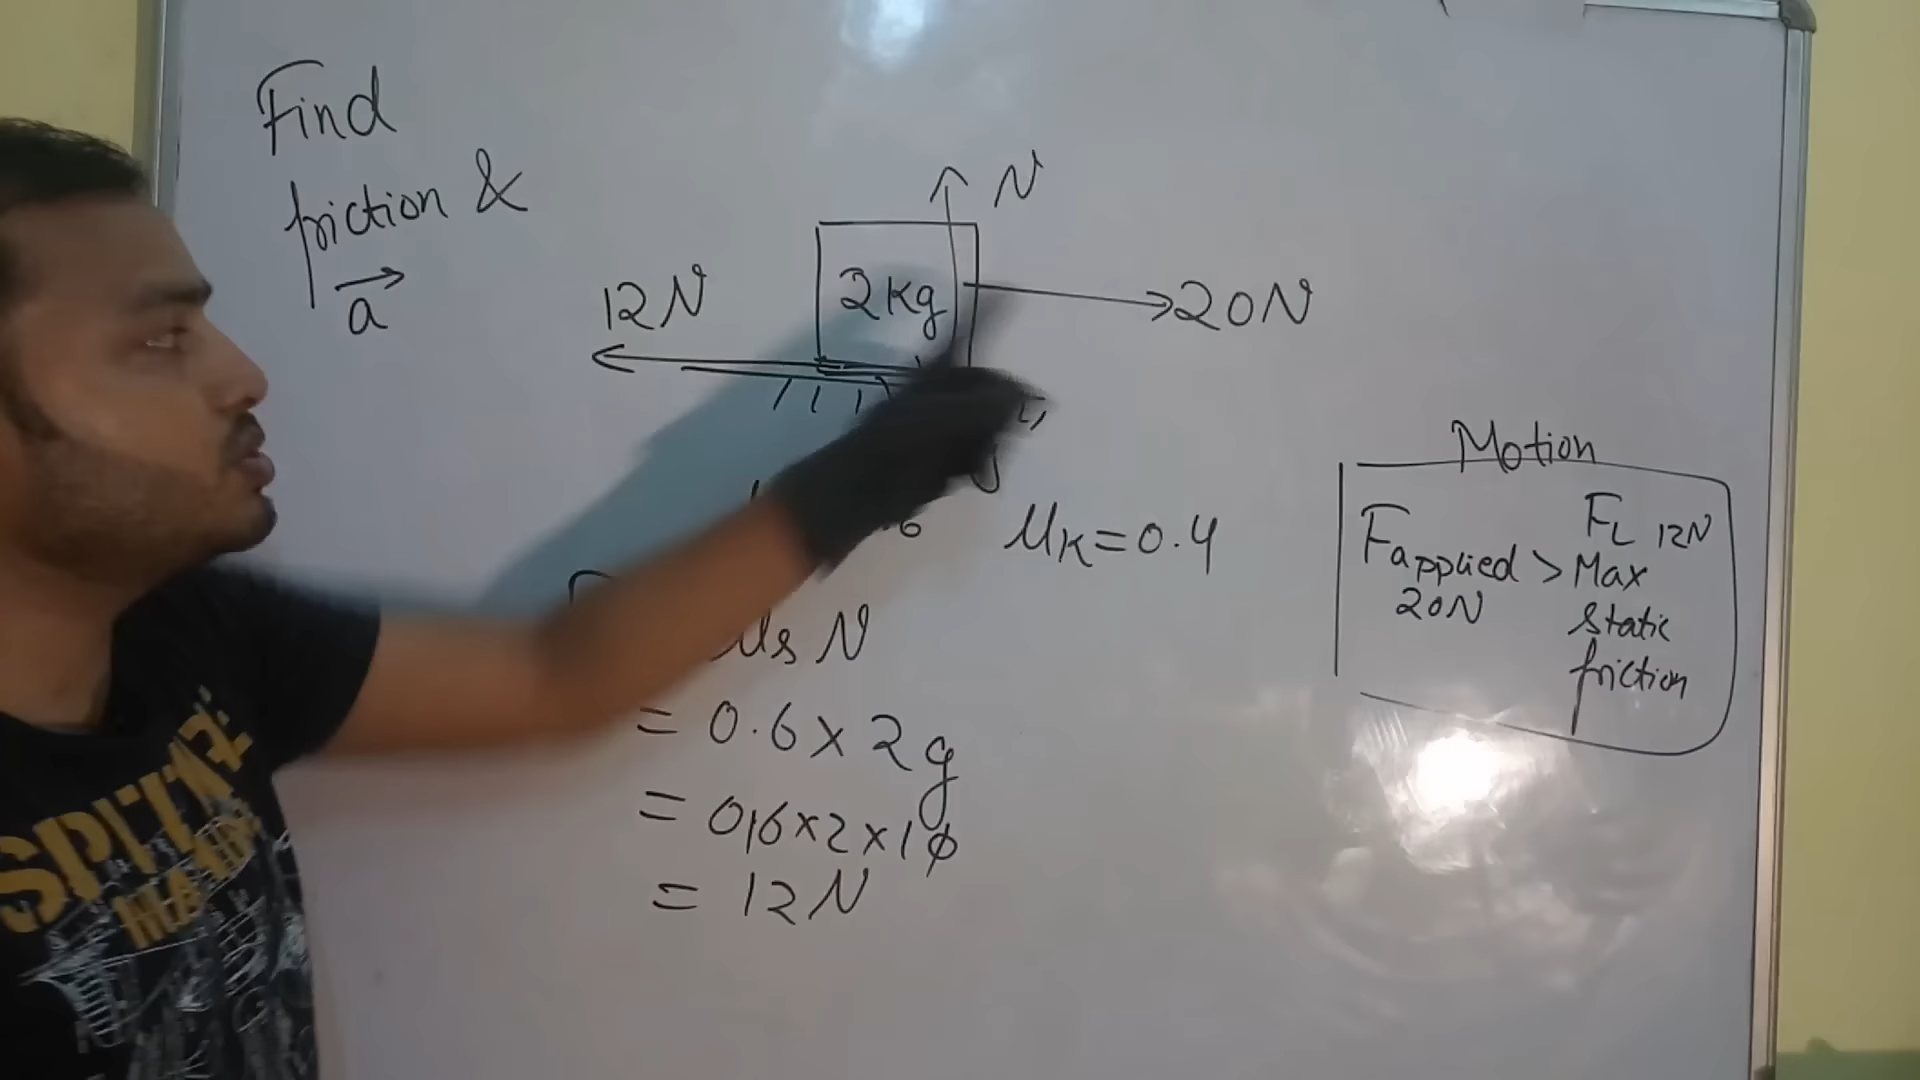 Find
friction &
a
N
12N
2kg
20N
6
μk=0.4
μs N
= 0.6 x 2g
= 0.6x2x10
= 12N
Motion
Fapplied > FL 12N
20N
Max
static
friction